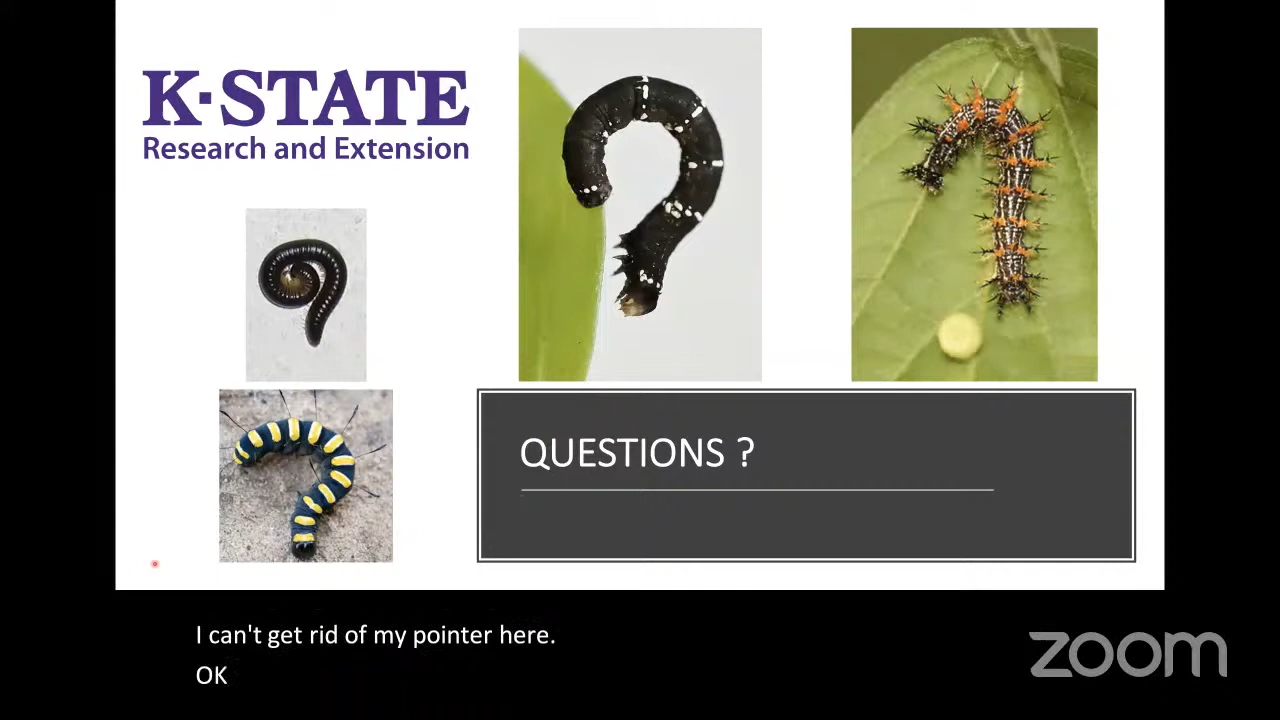 K·STATE
Research and Extension
QUESTIONS ?
I can't get rid of my pointer here.
OK
zoom